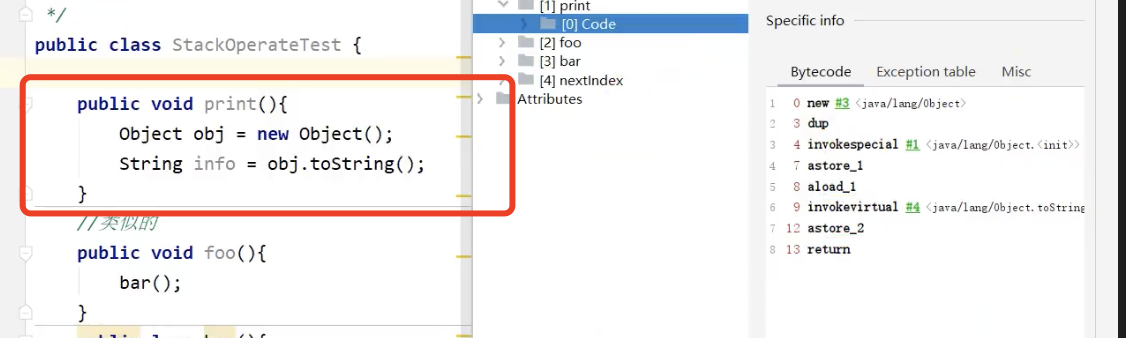 */
public class StackOperateTest {
public void print(){
Object obj = new Object();
String info = obj.toString();
}
//类似的
public void foo(){
bar();
}
[1] print
[0] Code
[2] foo
[3] bar
[4] nextIndex
Attributes
Specific info
Bytecode Exception table Misc
1 0 new #3 <java/lang/Object>
2 3 dup
3 4 invokespecial #1 <java/lang/Object.<init>>
4 7 astore_1
5 8 aload_1
6 9 invokevirtual #4 <java/lang/Object.toString
7 12 astore_2
8 13 return